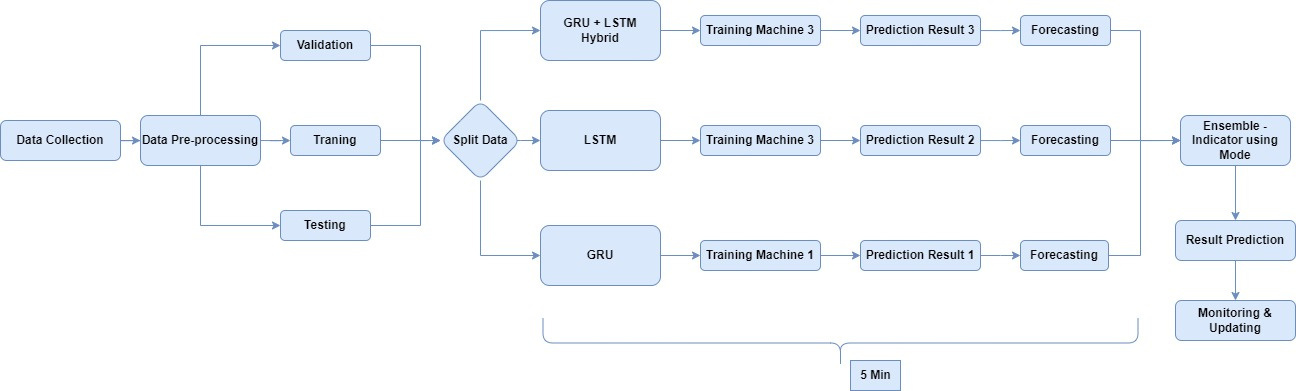 Data Collection
Data Pre-processing
Validation
Traning
Testing
Split Data
GRU + LSTM
Hybrid
Training Machine 3
Prediction Result 3
Forecasting
LSTM
Training Machine 3
Prediction Result 2
Forecasting
GRU
Training Machine 1
Prediction Result 1
Forecasting
Ensemble -
Indicator using
Mode
Result Prediction
Monitoring &
Updating
5 Min